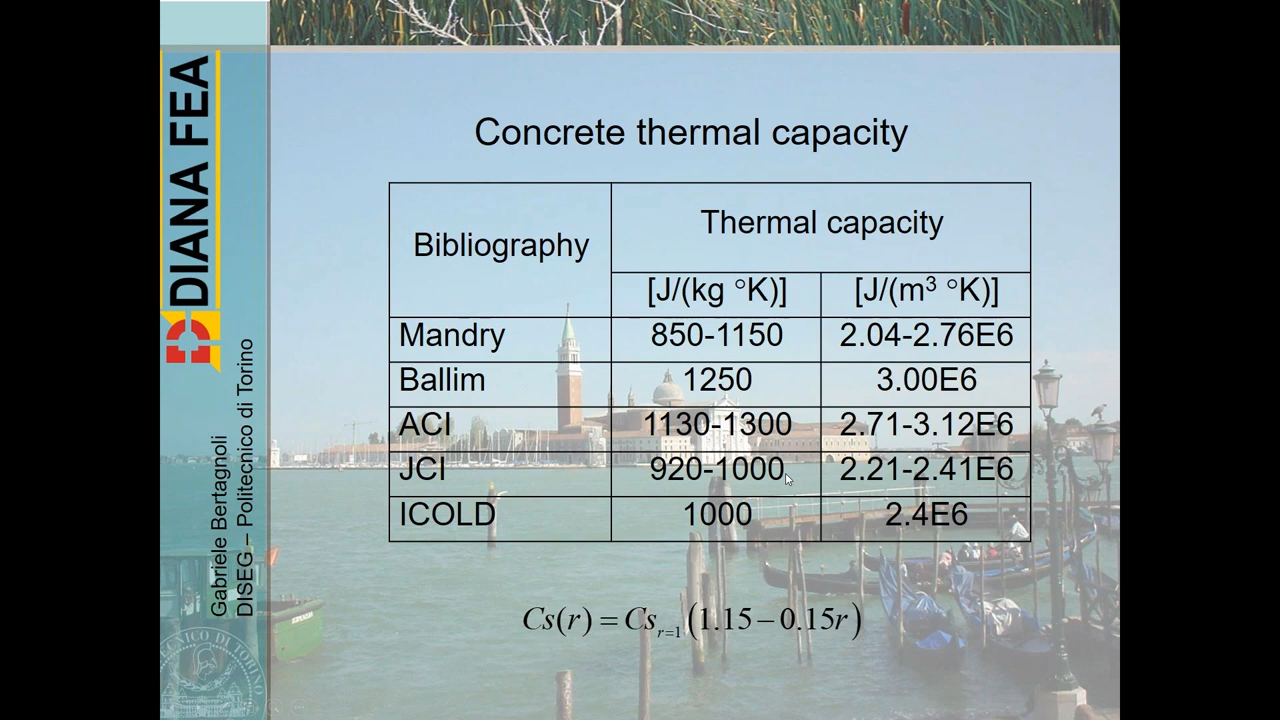 DIANA FEA
Gabriele Bertagnoli
DISEG – Politecnico di Torino
Concrete thermal capacity
Bibliography
Thermal capacity
[J/(kg °K)] [J/(m³ °K)]
Mandry 850-1150 2.04-2.76E6
Ballim 1250 3.00E6
ACI 1130-1300 2.71-3.12E6
JCI 920-1000 2.21-2.41E6
ICOLD 1000 2.4E6
Cs(r) = Cs_{r=1} (1.15 – 0.15r)